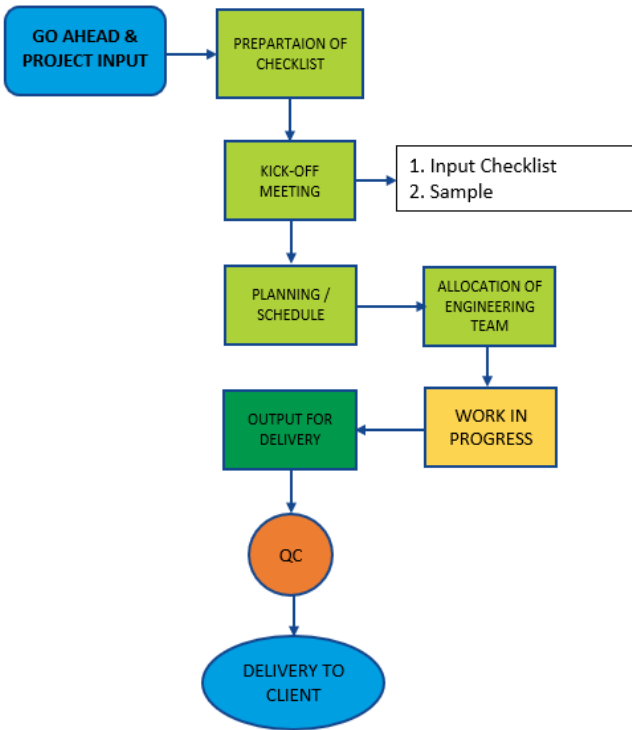 GO AHEAD &
PROJECT INPUT
PREPARTAION OF
CHECKLIST
KICK-OFF
MEETING
1. Input Checklist
2. Sample
PLANNING /
SCHEDULE
ALLOCATION OF
ENGINEERING
TEAM
WORK IN
PROGRESS
OUTPUT FOR
DELIVERY
QC
DELIVERY TO
CLIENT